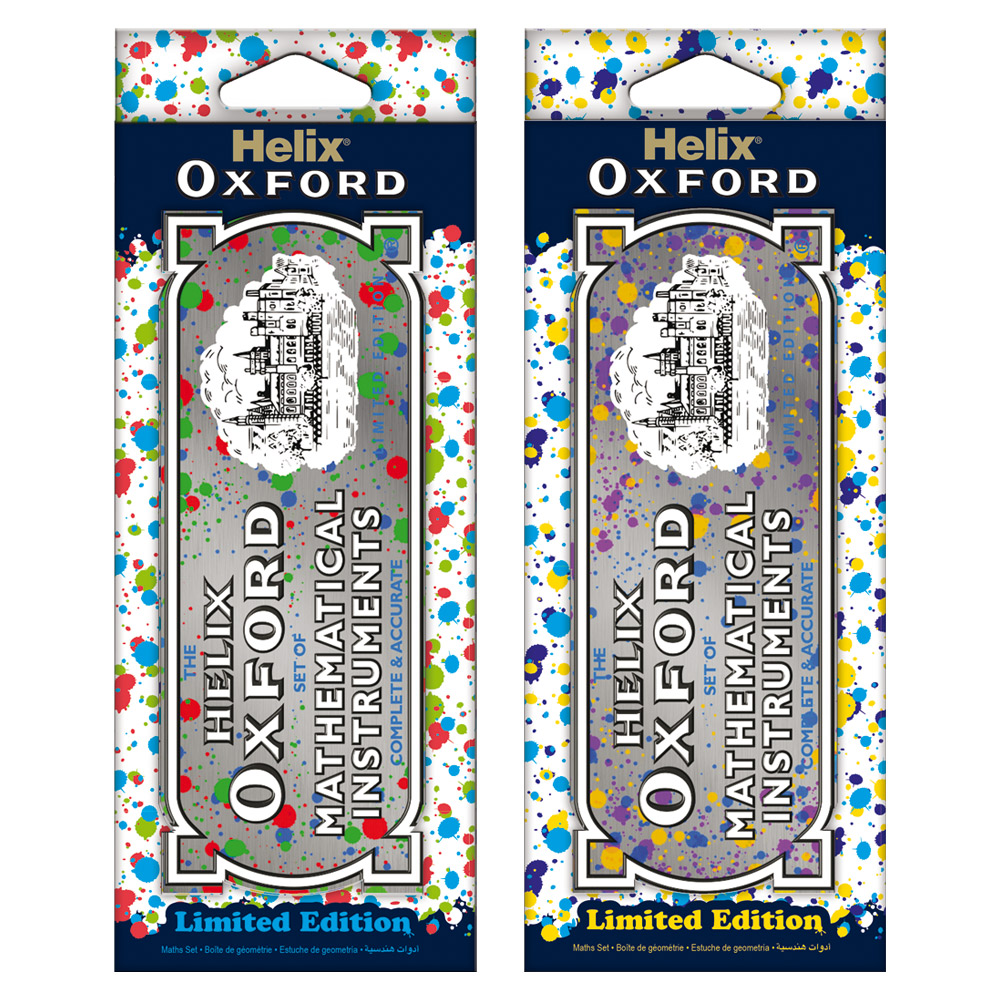 Helix®
OXFORD
LIMITED EDITION
THE
HELIX
OXFORD
SET OF
MATHEMATICAL
INSTRUMENTS
COMPLETE & ACCURATE
Limited Edition
Maths Set • Boîte de géométrie • Estuche de geometria • أدوات هندسية
Helix®
OXFORD
LIMITED EDITION
THE
HELIX
OXFORD
SET OF
MATHEMATICAL
INSTRUMENTS
COMPLETE & ACCURATE
Limited Edition
Maths Set • Boîte de géométrie • Estuche de geometria • أدوات هندسية